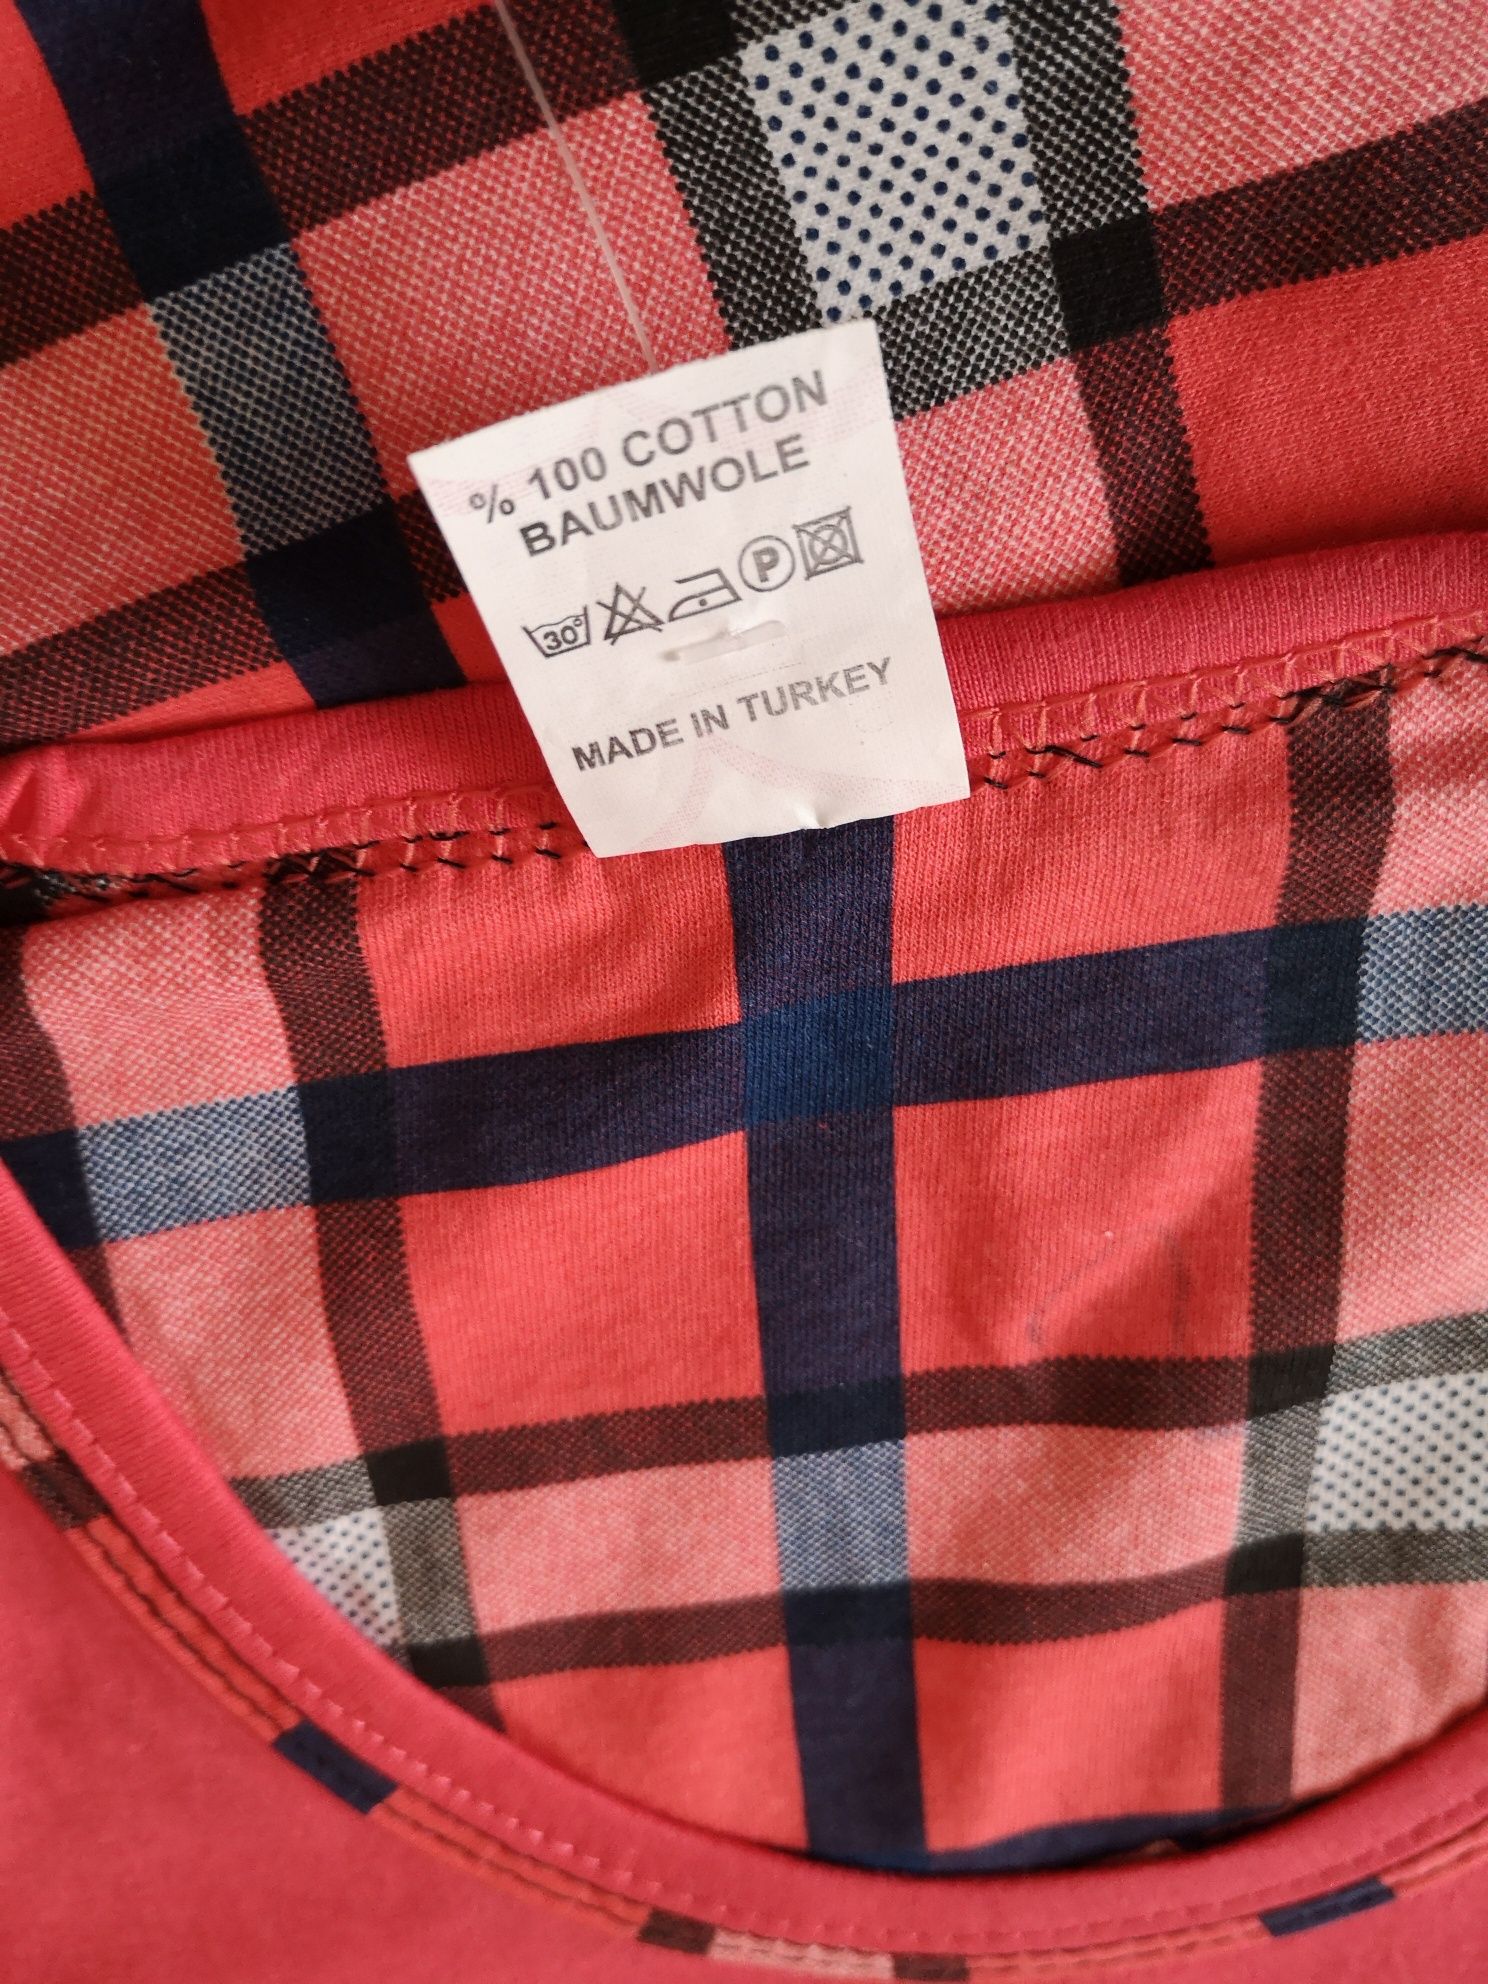 % 100 COTTON
BAUMWOLE
30° P
MADE IN TURKEY